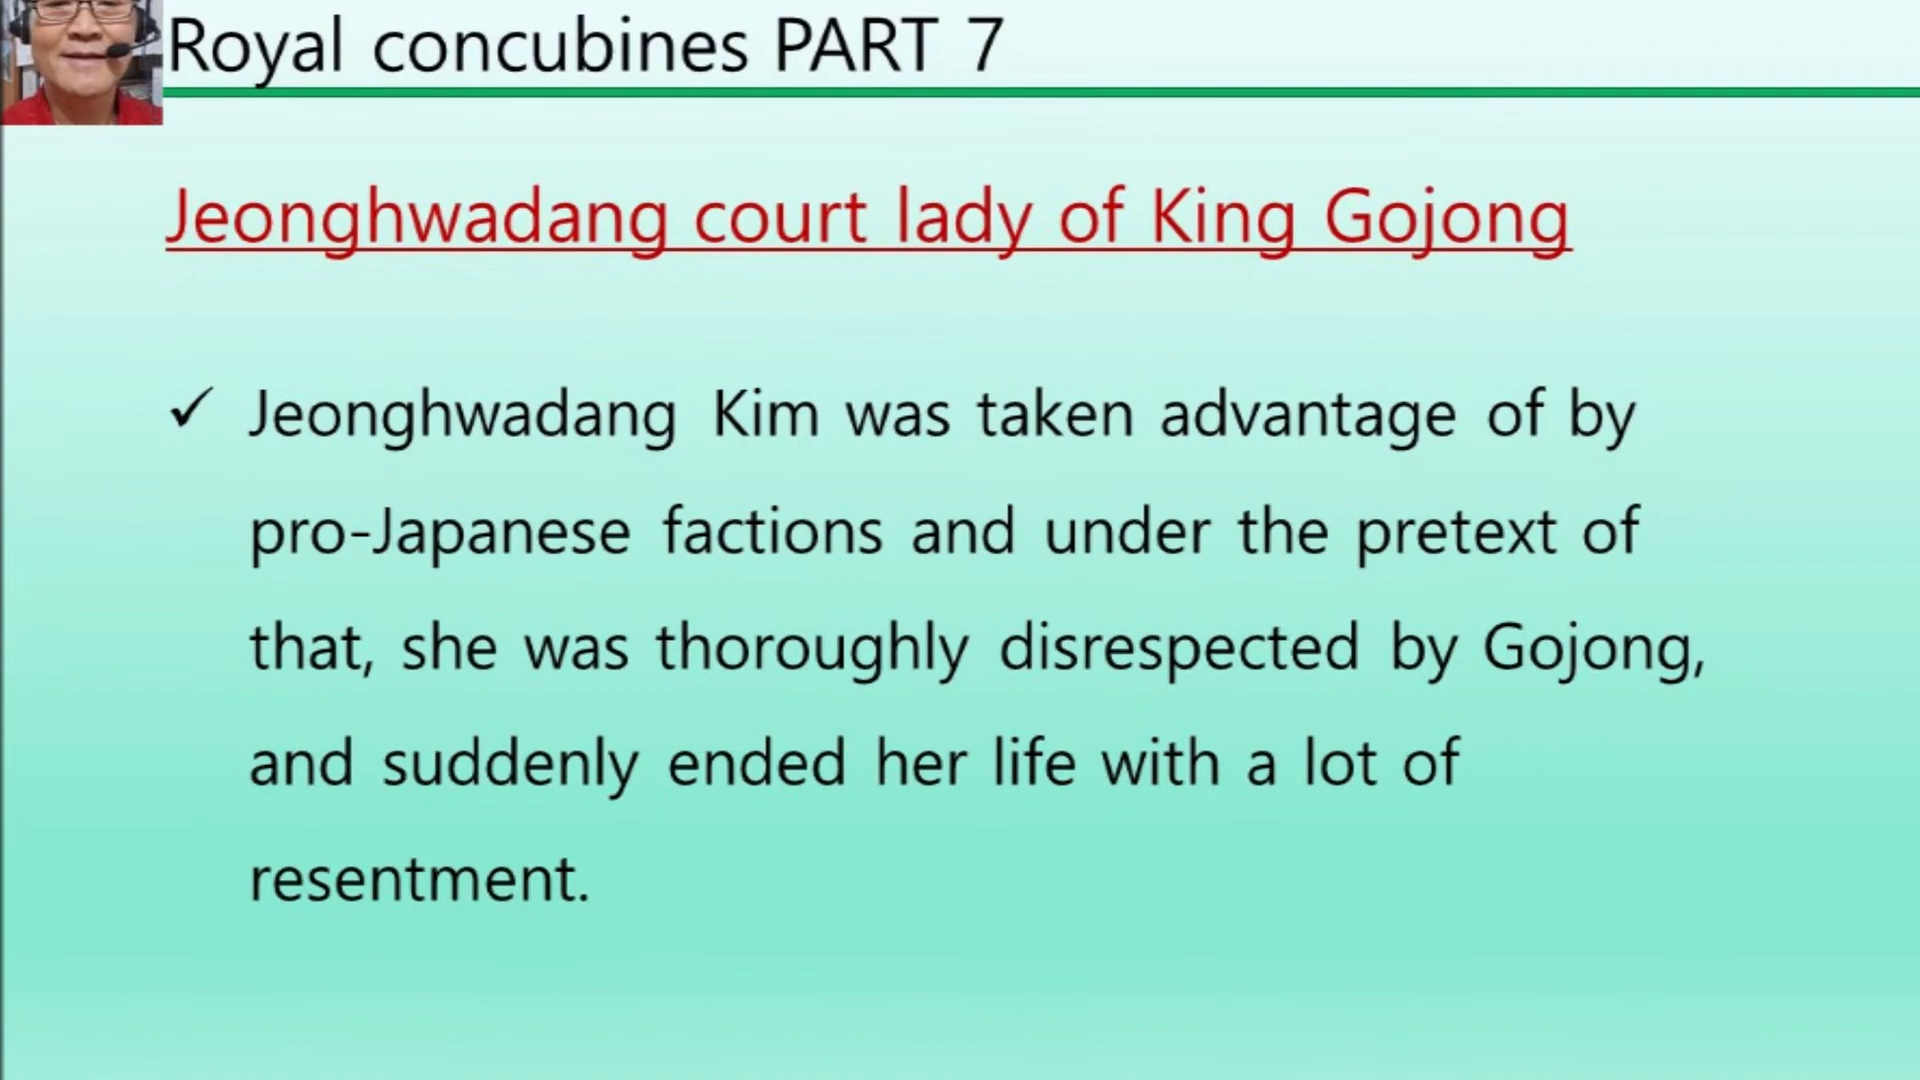 Royal concubines PART 7
Jeonghwadang court lady of King Gojong
✓ Jeonghwadang Kim was taken advantage of by
pro-Japanese factions and under the pretext of
that, she was thoroughly disrespected by Gojong,
and suddenly ended her life with a lot of
resentment.